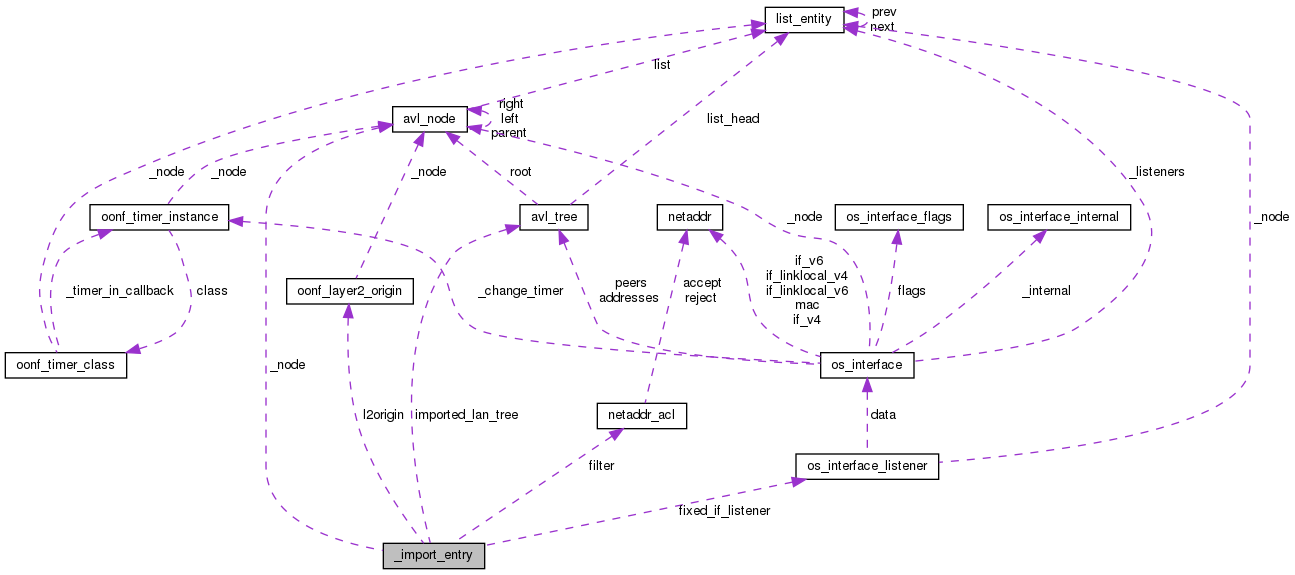 list_entity
prev
next
list
right
left
parent
avl_node
list_head
_node
_node
_node
root
_listeners
oonf_timer_instance
avl_tree
netaddr
_node
os_interface_flags
os_interface_internal
_node
if_v6
if_linklocal_v4
if_linklocal_v6
mac
if_v4
_timer_in_callback
class
oonf_layer2_origin
_change_timer
peers
addresses
accept
reject
flags
_internal
oonf_timer_class
os_interface
_node
l2origin
imported_lan_tree
netaddr_acl
data
filter
os_interface_listener
fixed_if_listener
_import_entry